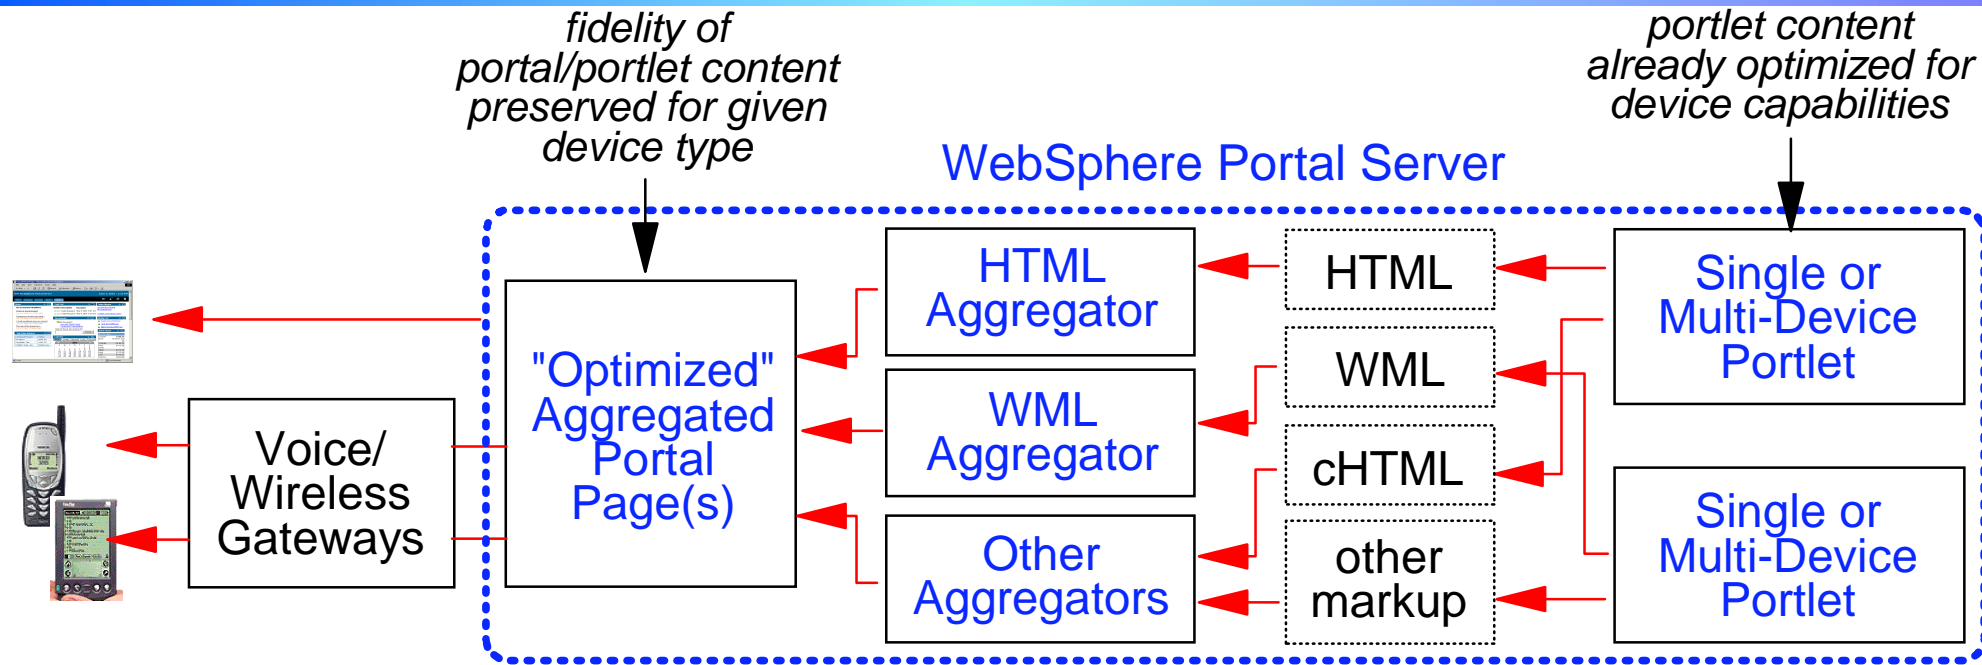 fidelity of
portal/portlet content
preserved for given
device type
portlet content
already optimized for
device capabilities
WebSphere Portal Server
Voice/
Wireless
Gateways
"Optimized"
Aggregated
Portal
Page(s)
HTML
Aggregator
WML
Aggregator
Other
Aggregators
HTML
WML
cHTML
other
markup
Single or
Multi-Device
Portlet
Single or
Multi-Device
Portlet